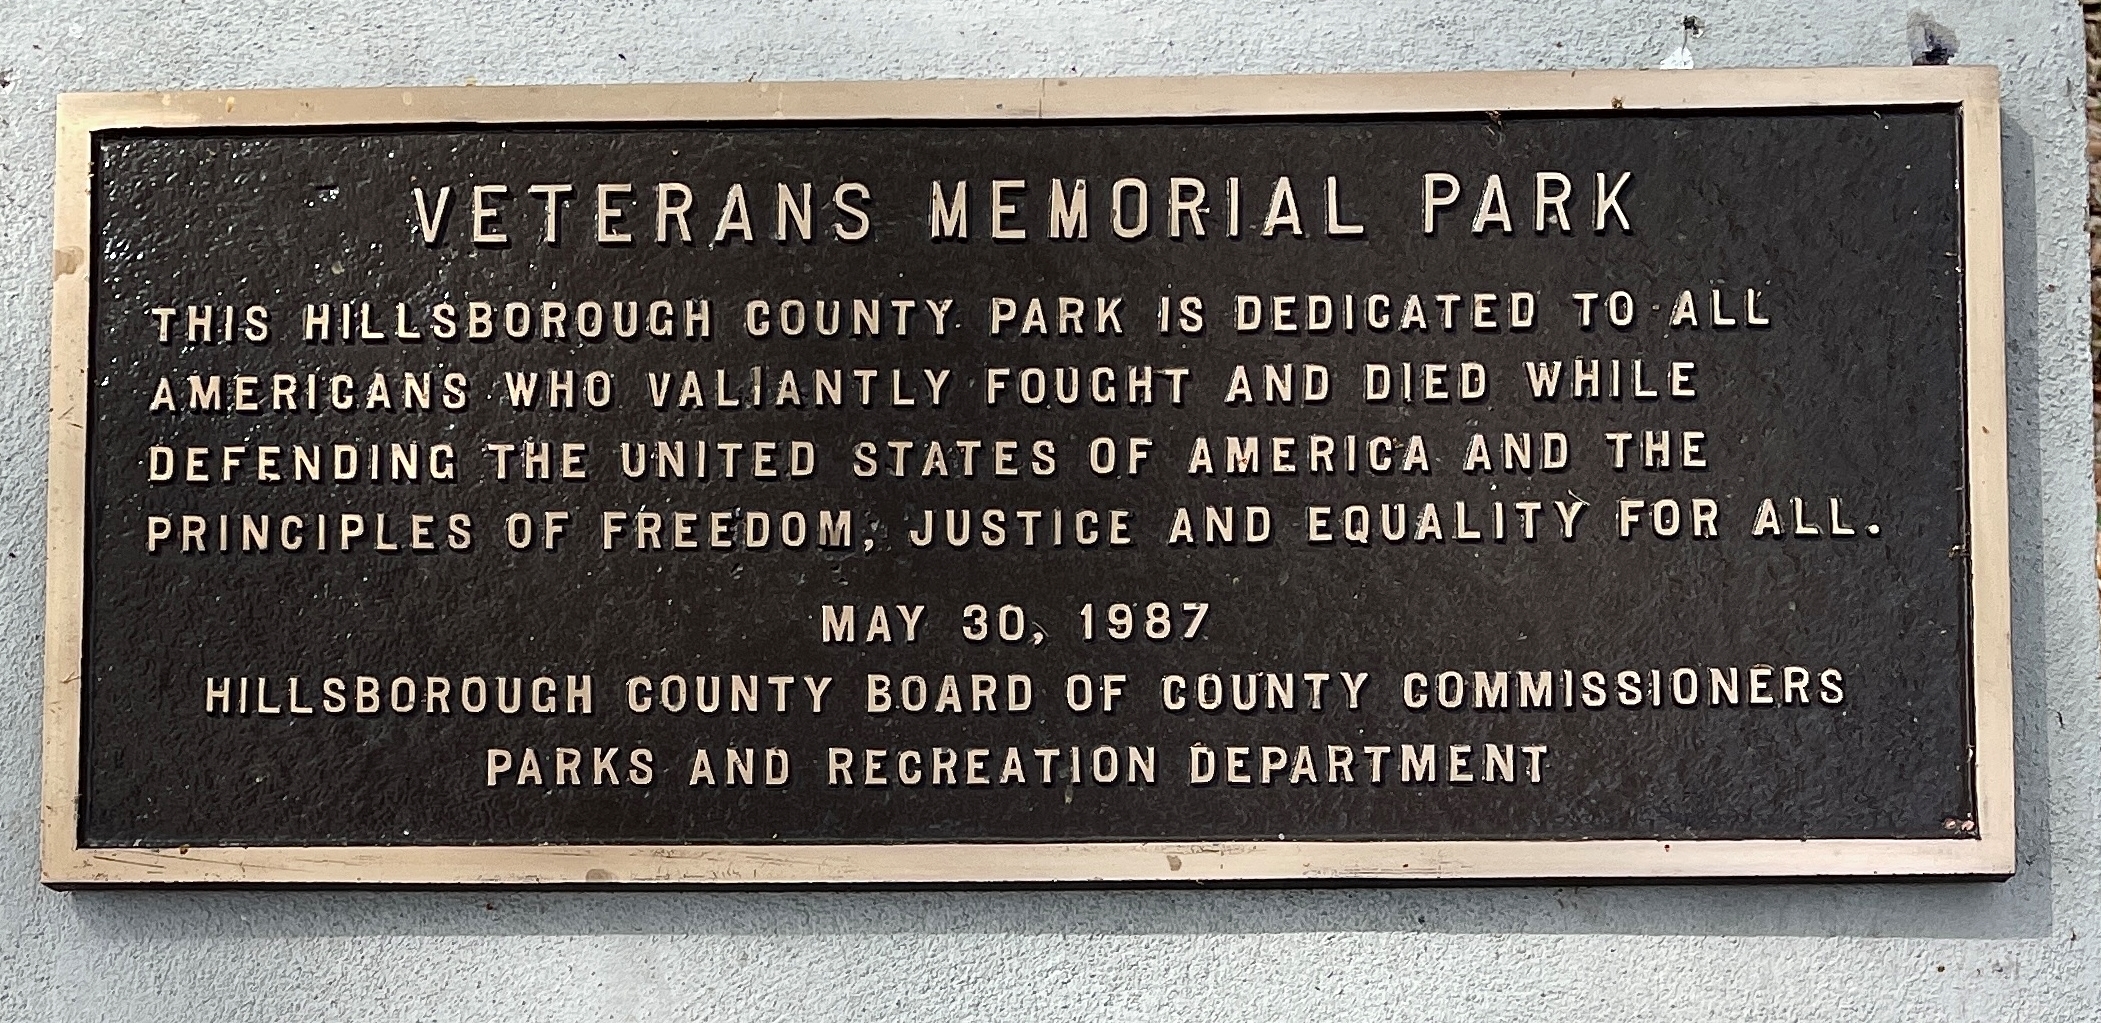 VETERANS MEMORIAL PARK
THIS HILLSBOROUGH COUNTY PARK IS DEDICATED TO ALL
AMERICANS WHO VALIANTLY FOUGHT AND DIED WHILE
DEFENDING THE UNITED STATES OF AMERICA AND THE
PRINCIPLES OF FREEDOM, JUSTICE AND EQUALITY FOR ALL.
MAY 30, 1987
HILLSBOROUGH COUNTY BOARD OF COUNTY COMMISSIONERS
PARKS AND RECREATION DEPARTMENT